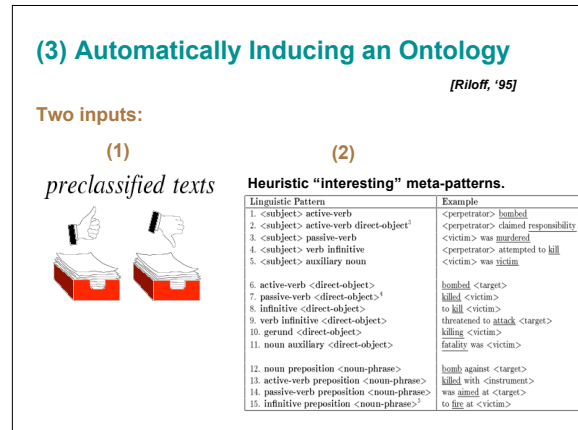 (3) Automatically Inducing an Ontology
[Riloff, ‘95]
Two inputs:
(1)
preclassified texts
(2)
Heuristic “interesting” meta-patterns.
Linguistic Pattern Example
1. <subject> active-verb <perpetrator> bombed
2. <subject> active-verb direct-object³ <perpetrator> claimed responsibility
3. <subject> passive-verb <victim> was murdered
4. <subject> verb infinitive <perpetrator> attempted to kill
5. <subject> auxiliary noun <victim> was victim
6. active-verb <direct-object> bombed <target>
7. passive-verb <direct-object>⁴ killed <victim>
8. infinitive <direct-object> to kill <victim>
9. verb infinitive <direct-object> threatened to attack <target>
10. gerund <direct-object> killing <victim>
11. noun auxiliary <direct-object> fatality was <victim>
12. noun preposition <noun-phrase> bomb against <target>
13. active-verb preposition <noun-phrase> killed with <instrument>
14. passive-verb preposition <noun-phrase> was aimed at <target>
15. infinitive preposition <noun-phrase>³ to fire at <victim>